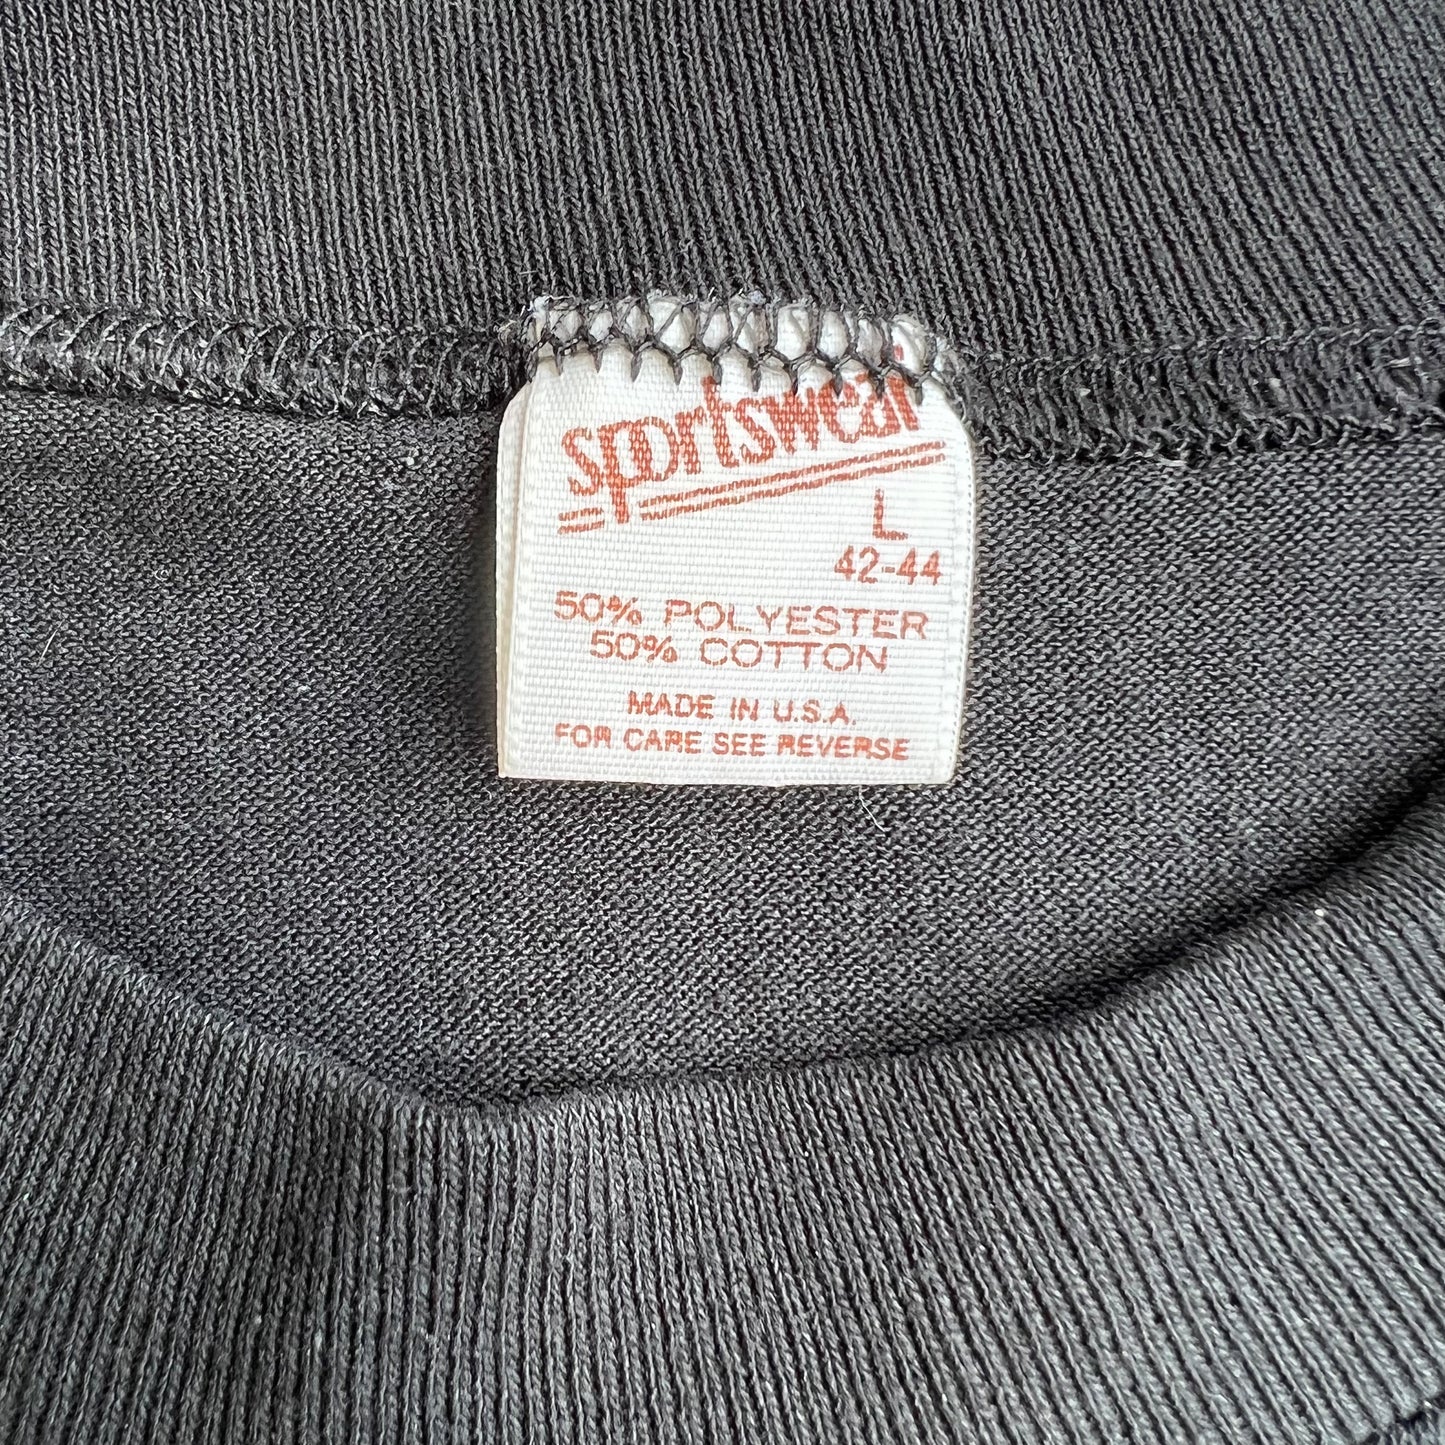 sportswear
L
42-44
50% POLYESTER
50% COTTON
MADE IN U.S.A.
FOR CARE SEE REVERSE